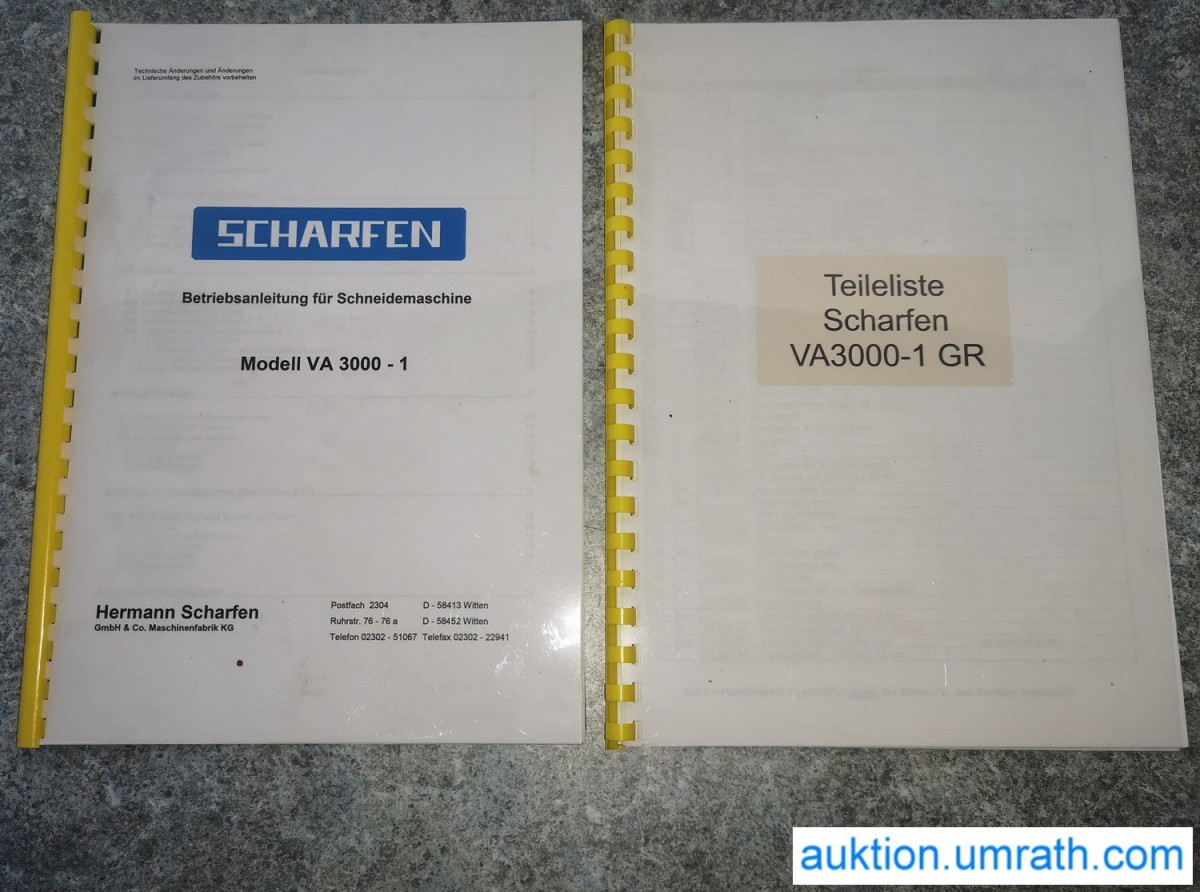 Technische Änderungen und Änderungen
im Lieferumfang des Zubehörs vorbehalten
SCHARFEN
Betriebsanleitung für Schneidemaschine
Modell VA 3000 - 1
Hermann Scharfen
GmbH & Co. Maschinenfabrik KG
Postfach 2304 D - 58413 Witten
Ruhrstr. 76 - 76 a D - 58452 Witten
Telefon 02302 - 51067 Telefax 02302 - 22941
Teileliste
Scharfen
VA3000-1 GR
auktion.umrath.com